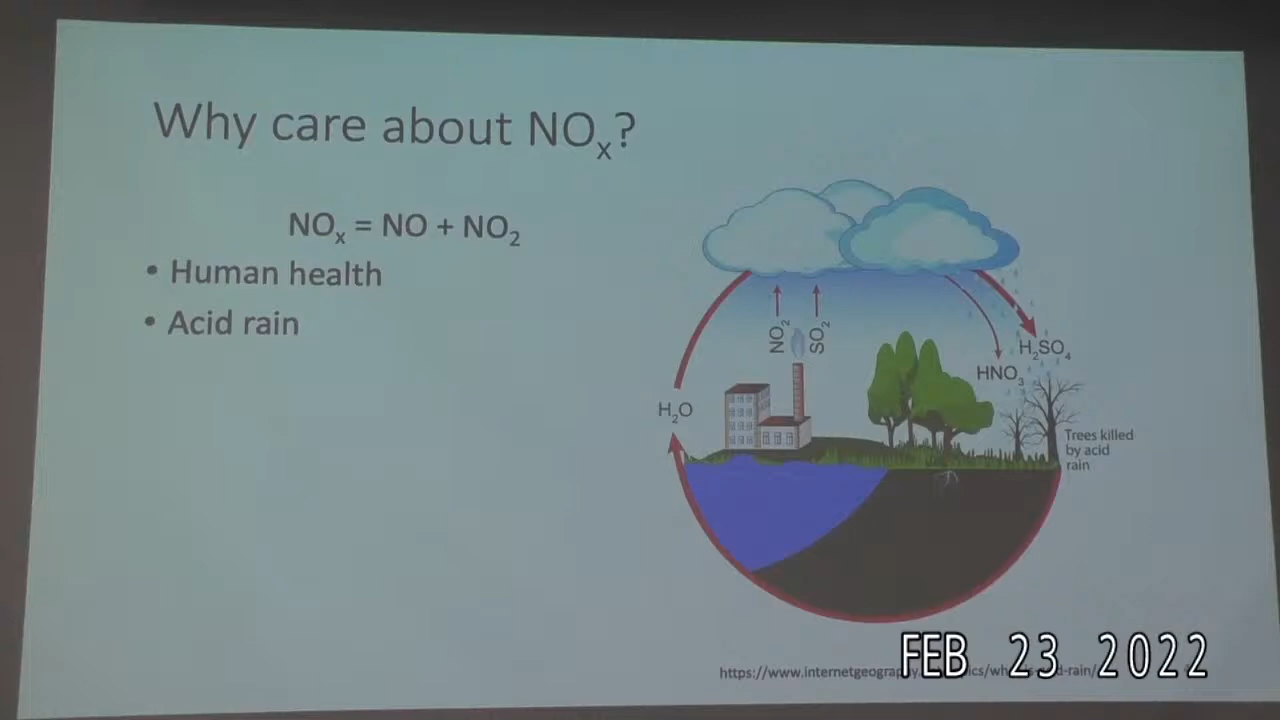 Why care about NOₓ?
NOₓ = NO + NO₂
• Human health
• Acid rain
NO₂
SO₂
H₂SO₄
HNO₃
H₂O
Trees killed
by acid
rain
https://www.internetgeography.
FEB 23 2022